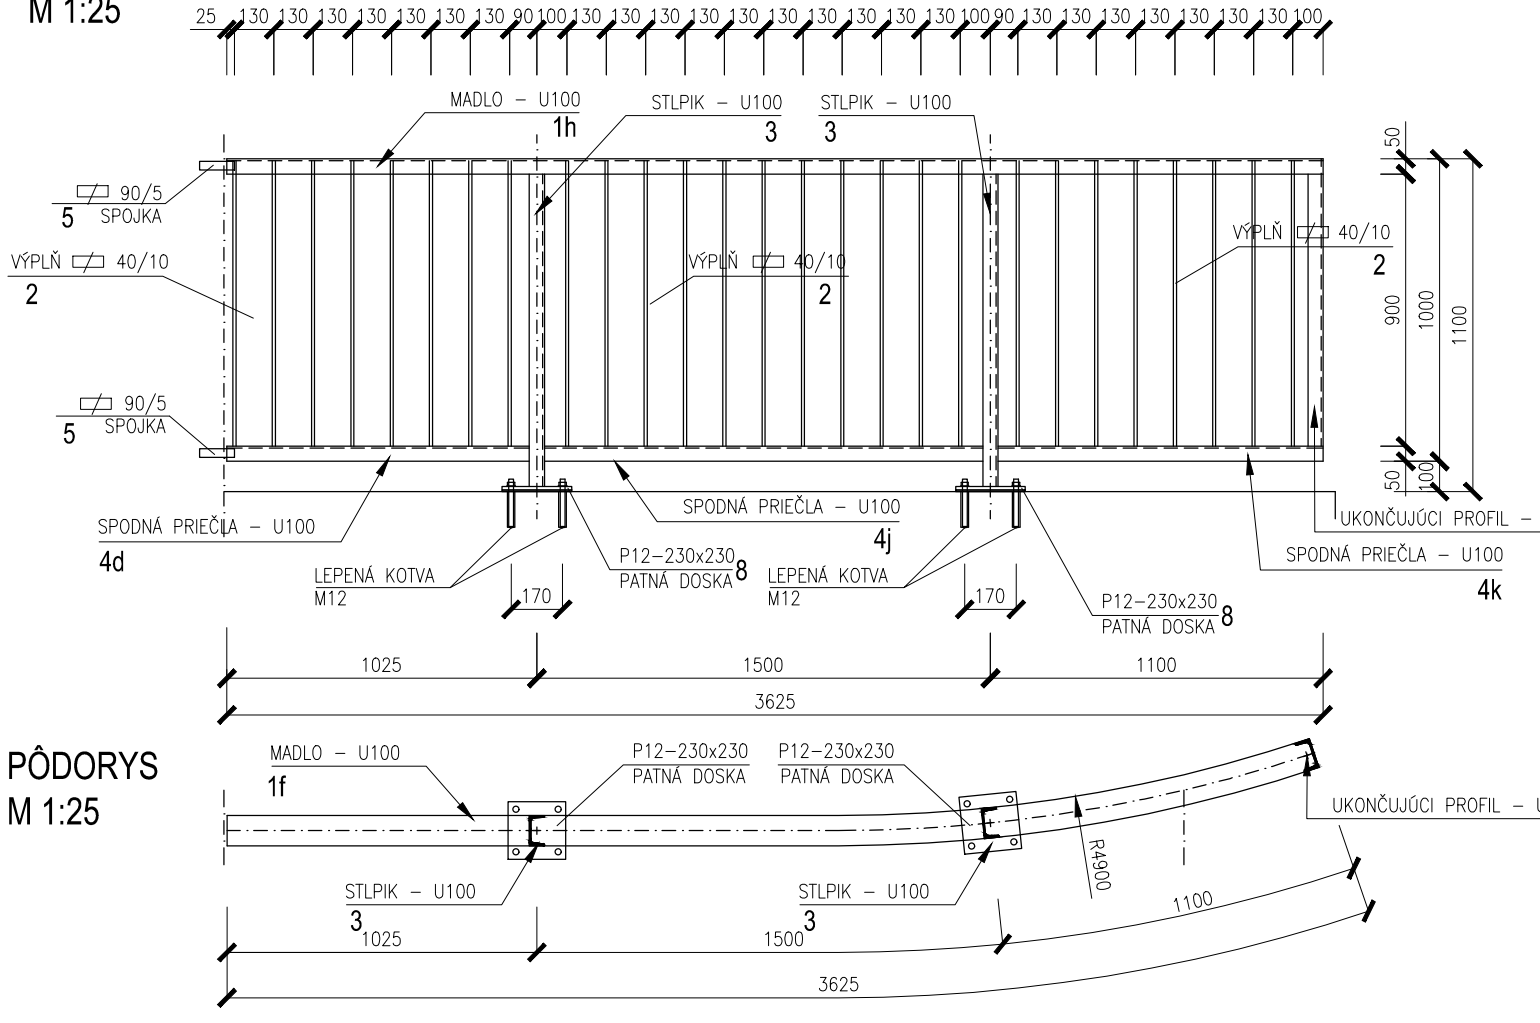 M 1:25
25 130 130 130 130 130 130 130 90 100 130 130 130 130 130 130 130 130 130 130 100 90 130 130 130 130 130 130 130 100
MADLO – U100
1h
STLPIK – U100
3
STLPIK – U100
3
50
90/5
5 SPOJKA
VÝPLŇ 40/10
2
VÝPLŇ 40/10
2
VÝPLŇ 40/10
2
900
1000
1100
90/5
5 SPOJKA
50
100
SPODNÁ PRIEČLA – U100
4d
SPODNÁ PRIEČLA – U100
4j
UKONČUJÚCI PROFIL –
SPODNÁ PRIEČLA – U100
4k
LEPENÁ KOTVA
M12
P12–230x230
PATNÁ DOSKA
8
LEPENÁ KOTVA
M12
P12–230x230
PATNÁ DOSKA
8
170
170
1025
1500
1100
3625
PÔDORYS
M 1:25
MADLO – U100
1f
P12–230x230
PATNÁ DOSKA
P12–230x230
PATNÁ DOSKA
UKONČUJÚCI PROFIL – U
R4900
STLPIK – U100
3
STLPIK – U100
3
1025
1500
1100
3625